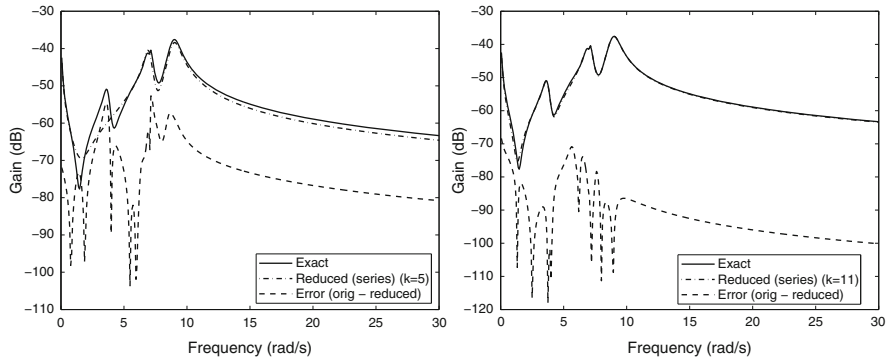 −30
−40
−50
−60
−70
−80
−90
−100
−110
Gain (dB)
0 5 10 15 20 25 30
Frequency (rad/s)
Exact
Reduced (series) (k=5)
Error (orig − reduced)
−30
−40
−50
−60
−70
−80
−90
−100
−110
−120
Gain (dB)
0 5 10 15 20 25 30
Frequency (rad/s)
Exact
Reduced (series) (k=11)
Error (orig − reduced)